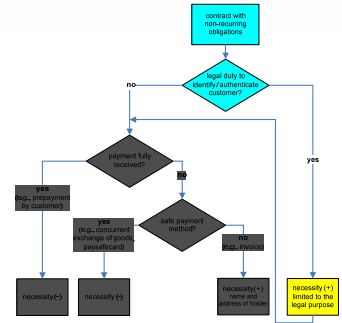 contract with
non-recurring
obligations
legal duty to
identify/authenticate
customer?
no
yes
payment fully
received?
yes
(e.g., prepayment
by customer)
no
safe payment
method?
yes
(e.g., concurrent
exchange of goods,
paysafecard)
no
(e.g., invoice)
necessity (-)
necessity (-)
necessity (+)
name and
address of holder
necessity (+)
limited to the
legal purpose